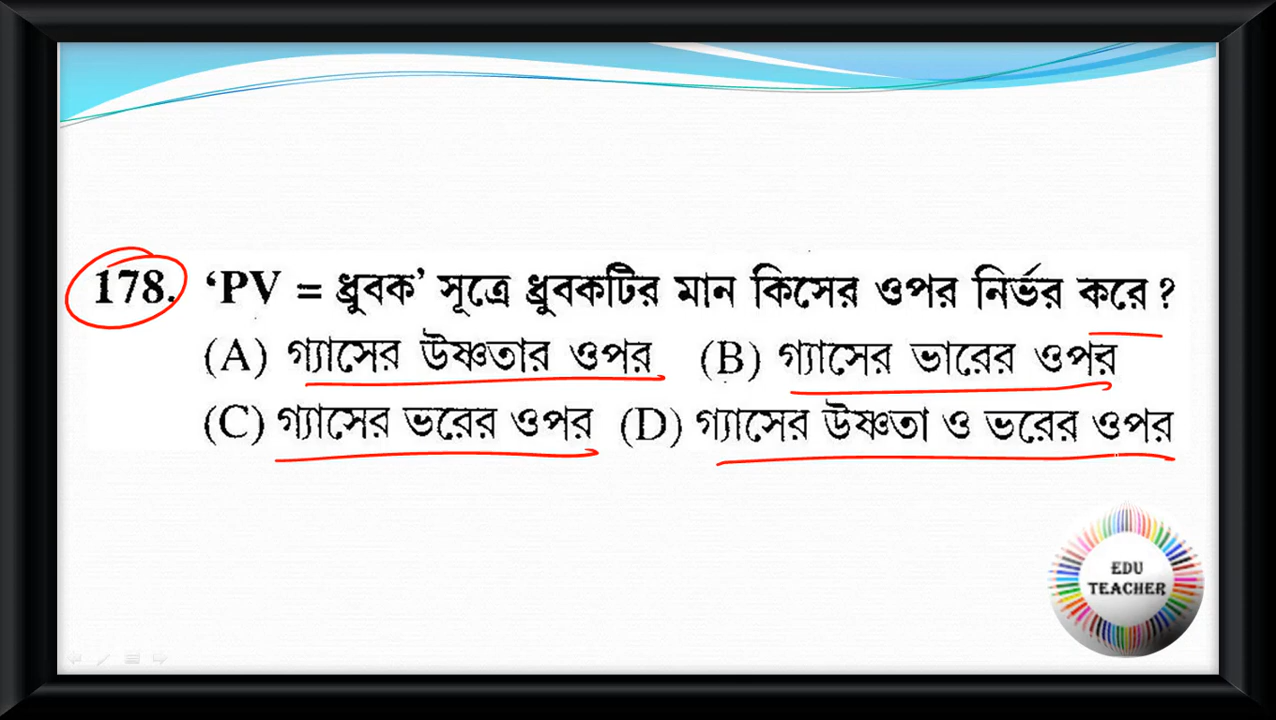 178. ‘PV = ধ্রুবক’ সূত্রে ধ্রুবকটির মান কিসের ওপর নির্ভর করে ?
(A) গ্যাসের উষ্ণতার ওপর (B) গ্যাসের ভারের ওপর
(C) গ্যাসের ভরের ওপর (D) গ্যাসের উষ্ণতা ও ভরের ওপর
EDU
TEACHER